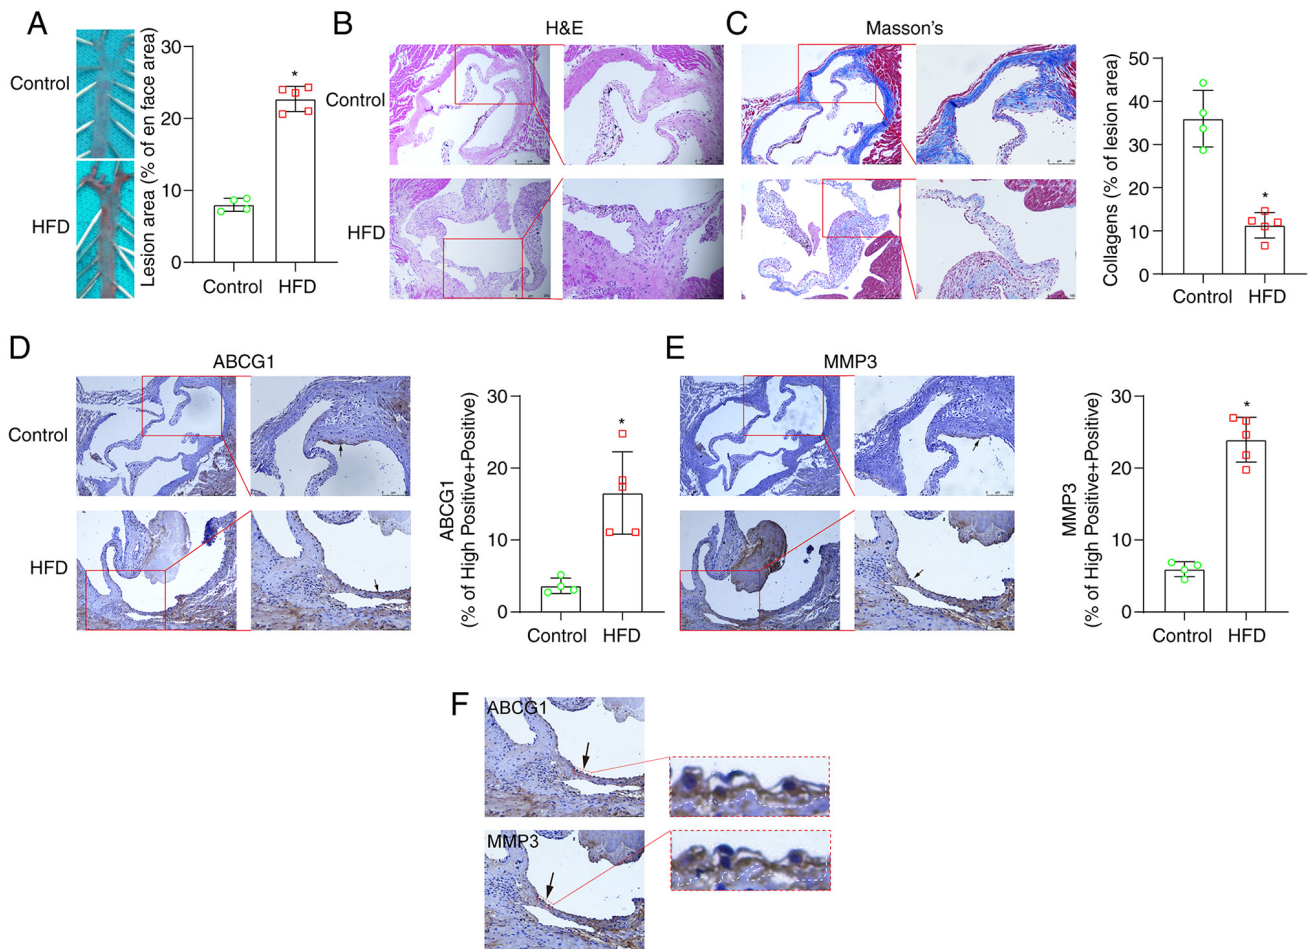 A
Control
HFD
Lesion area (% of en face area)
30
20
10
0
*
Control
HFD
B
H&E
Control
HFD
C
Masson's
Collagens (% of lesion area)
50
40
30
20
10
0
*
Control
HFD
D
ABCG1
Control
HFD
ABCG1
(% of High Positive+Positive)
30
20
10
0
*
Control
HFD
E
MMP3
MMP3
(% of High Positive+Positive)
30
20
10
0
*
Control
HFD
F
ABCG1
MMP3